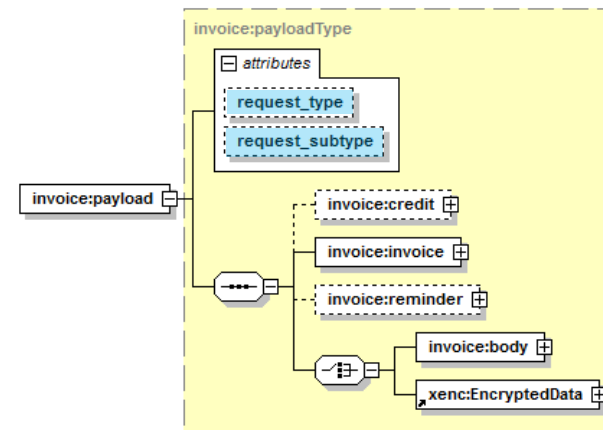 invoice:payloadType
attributes
request_type
request_subtype
invoice:payload
invoice:credit
invoice:invoice
invoice:reminder
invoice:body
xenc:EncryptedData